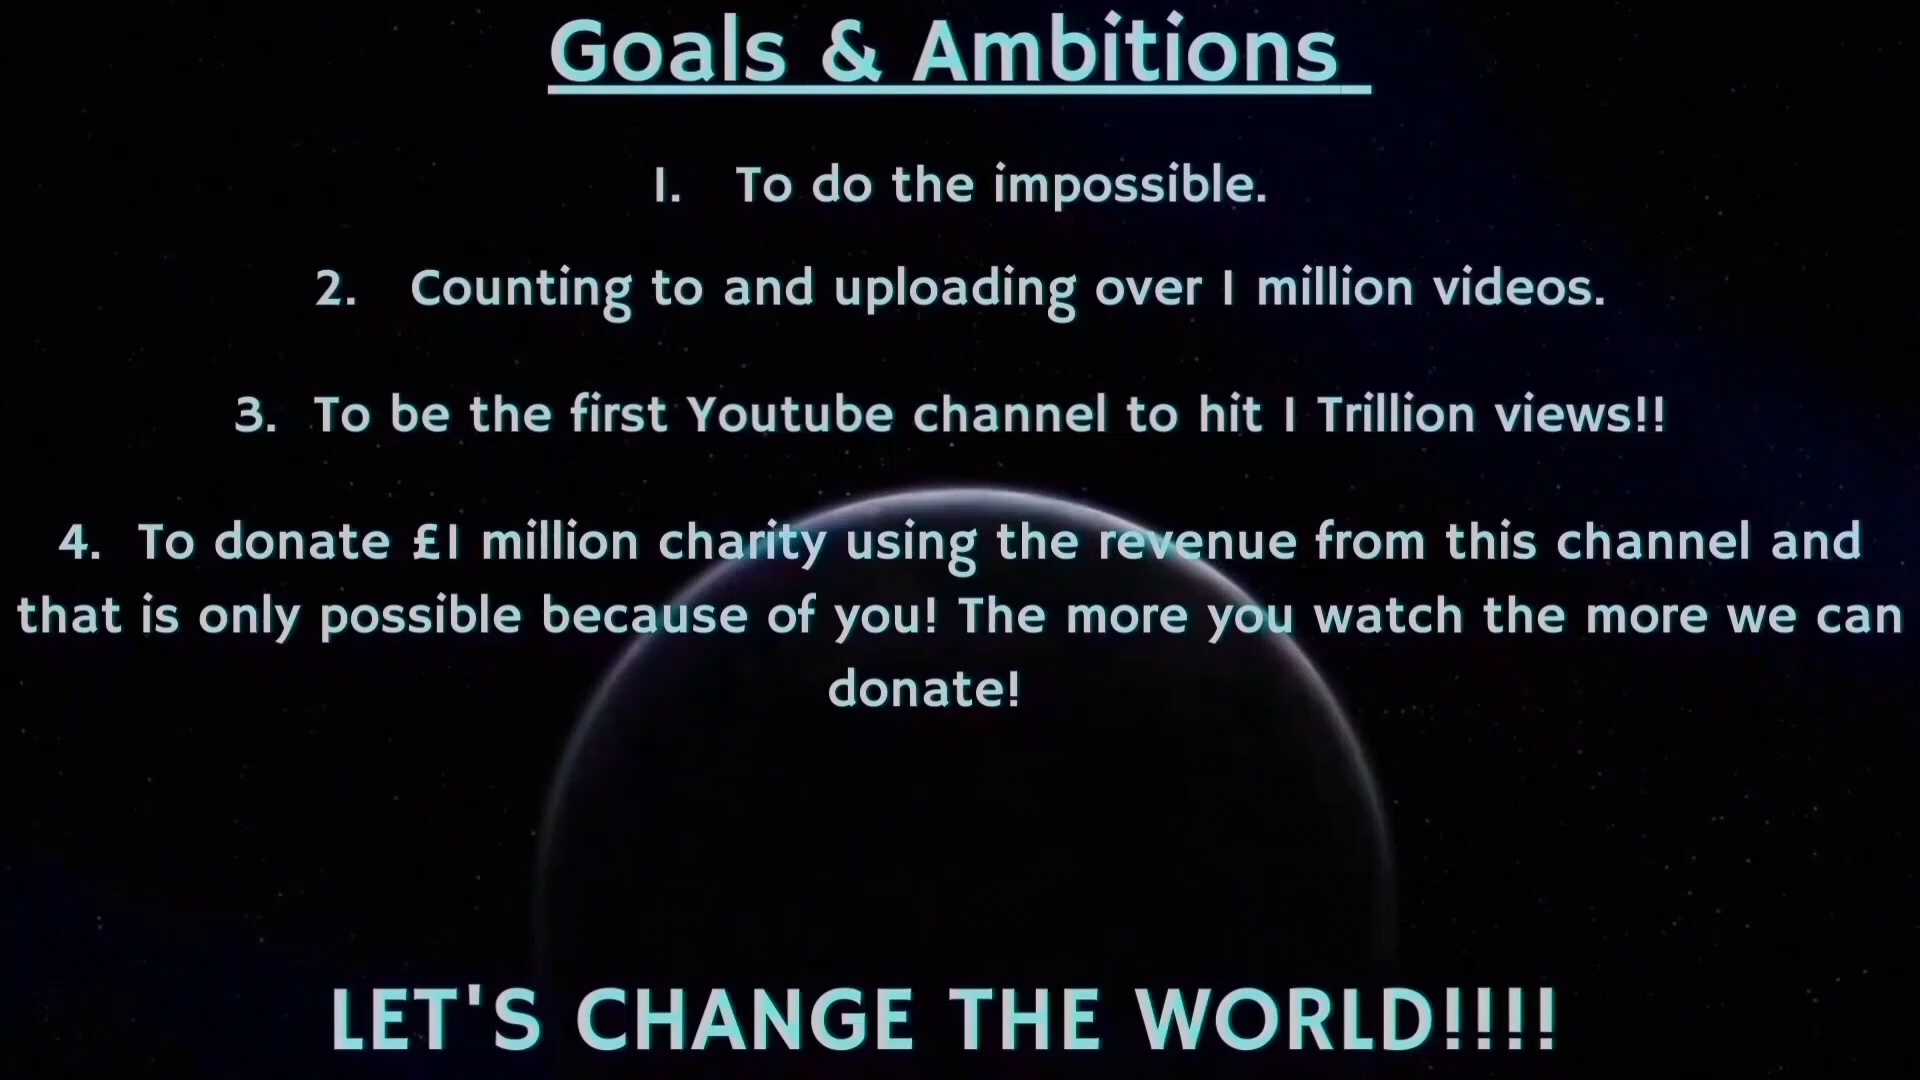 Goals & Ambitions
1. To do the impossible.
2. Counting to and uploading over 1 million videos.
3. To be the first Youtube channel to hit 1 Trillion views!!
4. To donate £1 million charity using the revenue from this channel and
that is only possible because of you! The more you watch the more we can
donate!
LET'S CHANGE THE WORLD!!!!